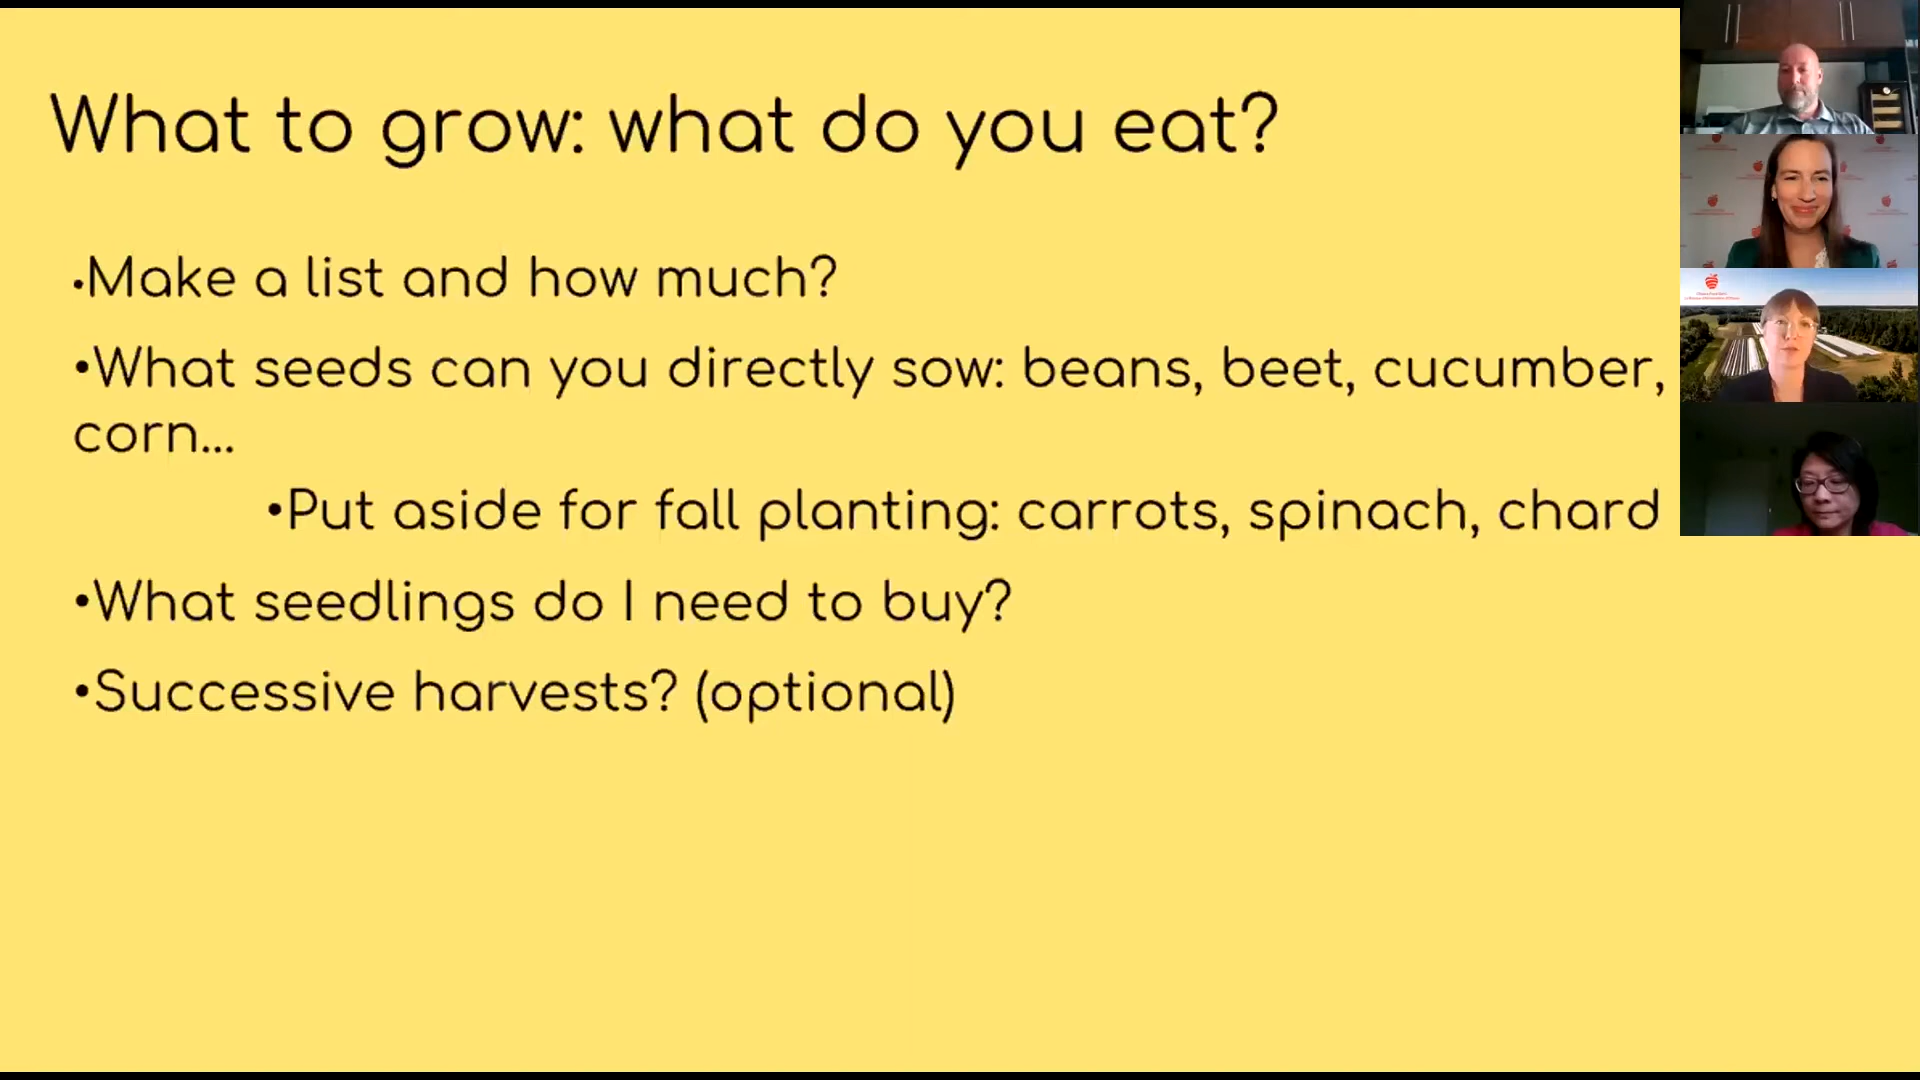 What to grow: what do you eat?
•Make a list and how much?
•What seeds can you directly sow: beans, beet, cucumber,
corn...
•Put aside for fall planting: carrots, spinach, chard
•What seedlings do I need to buy?
•Successive harvests? (optional)